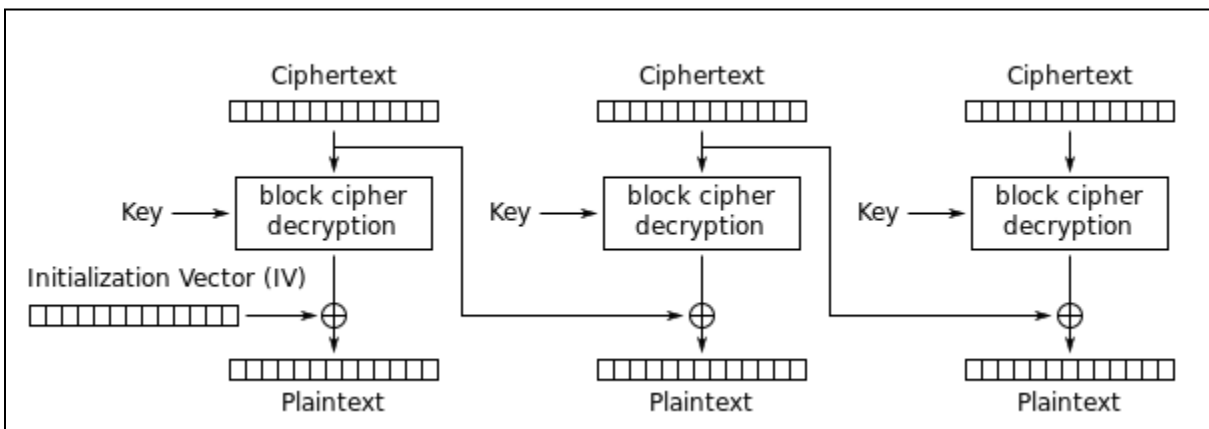 Ciphertext
Ciphertext
Ciphertext
Key
block cipher
decryption
Key
block cipher
decryption
Key
block cipher
decryption
Initialization Vector (IV)
Plaintext
Plaintext
Plaintext